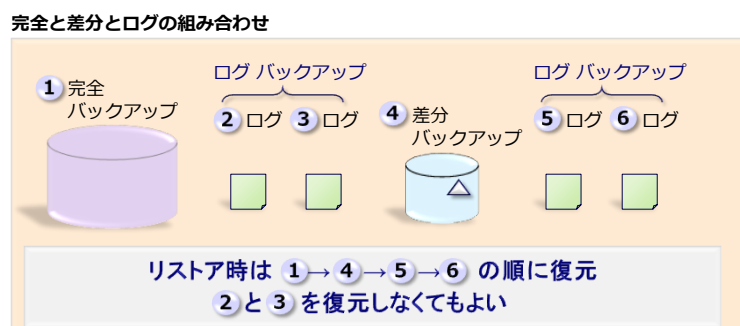 完全と差分とログの組み合わせ
ログ バックアップ
ログ バックアップ
1 完全
バックアップ
2 ログ 3 ログ
4 差分
バックアップ
5 ログ 6 ログ
リストア時は 1→4→5→6 の順に復元
2 と 3 を復元しなくてもよい